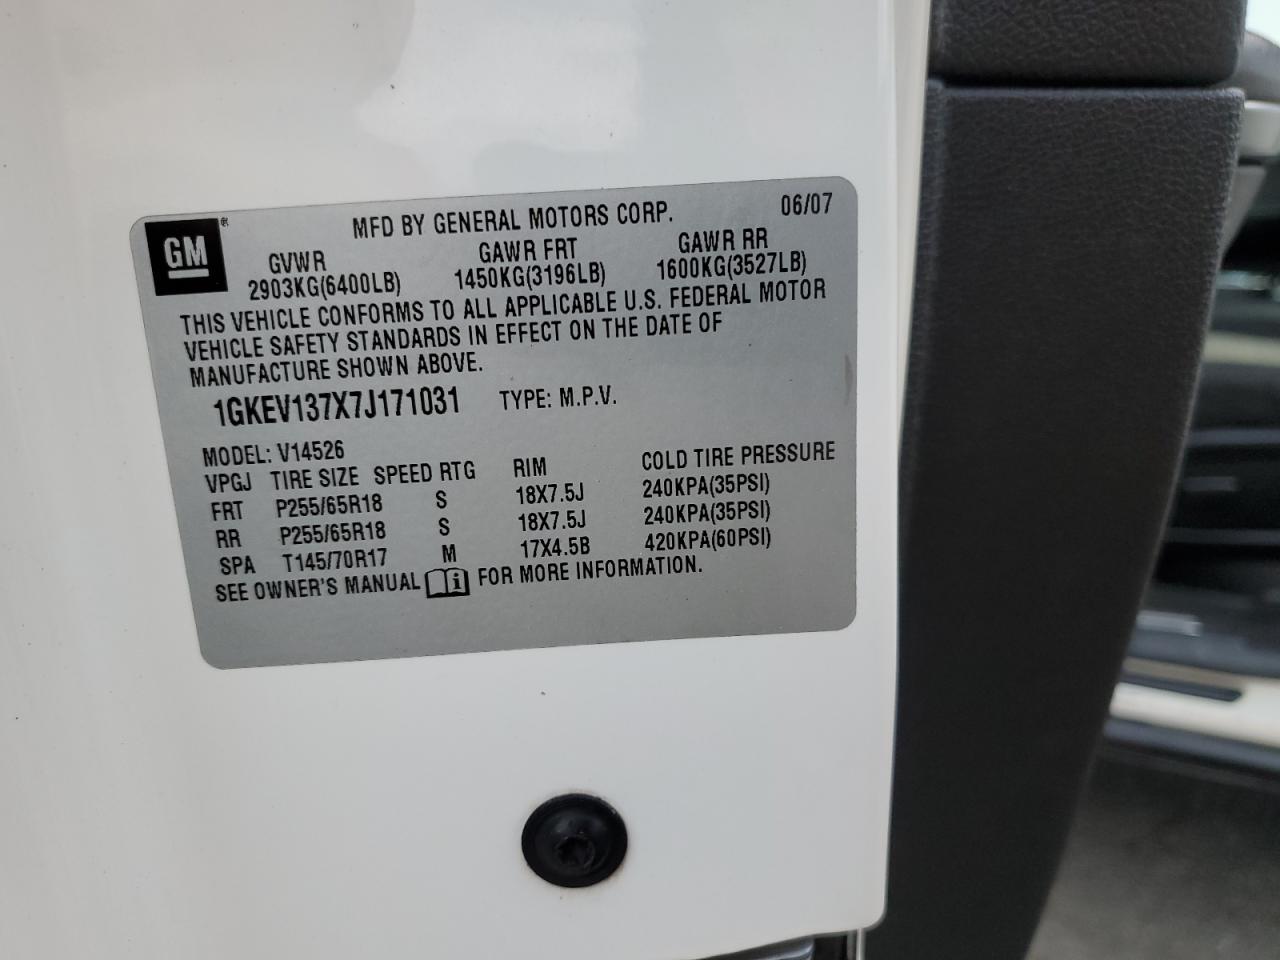 GM® MFD BY GENERAL MOTORS CORP. 06/07
GVWR GAWR FRT GAWR RR
2903KG(6400LB) 1450KG(3196LB) 1600KG(3527LB)
THIS VEHICLE CONFORMS TO ALL APPLICABLE U.S. FEDERAL MOTOR
VEHICLE SAFETY STANDARDS IN EFFECT ON THE DATE OF
MANUFACTURE SHOWN ABOVE.
1GKEV137X7J171031 TYPE: M.P.V.
MODEL: V14526
VPGJ TIRE SIZE SPEED RTG RIM COLD TIRE PRESSURE
FRT P255/65R18 S 18X7.5J 240KPA(35PSI)
RR P255/65R18 S 18X7.5J 240KPA(35PSI)
SPA T145/70R17 M 17X4.5B 420KPA(60PSI)
SEE OWNER'S MANUAL i FOR MORE INFORMATION.